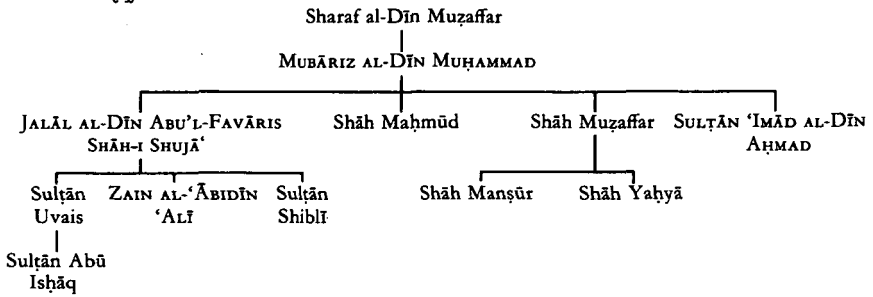 Sharaf al-Dīn Muẓaffar
MUBĀRIZ AL-DĪN MUḤAMMAD
JALĀL AL-DĪN ABU'L-FAVĀRIS
SHĀH-I SHUJĀ‘
Shāh Maḥmūd
Shāh Muẓaffar
SULṬĀN ‘IMĀD AL-DĪN
AḤMAD
Sulṭān
Uvais
ZAIN AL-‘ĀBIDĪN
‘ALĪ
Sulṭān
Shiblī
Shāh Manṣūr
Shāh Yaḥyā
Sulṭān Abū
Isḥāq